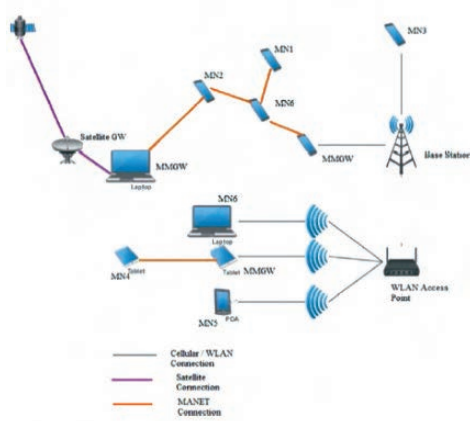 MN3
MN1
MN2
MN6
Satellite GW
MMGW
Laptop
MMGW
Base Station
MN6
Laptop
Tablet
MN4
Tablet
MMGW
WLAN Access
Point
MN5
PDA
Cellular / WLAN
Connection
Satellite
Connection
MANET
Connection